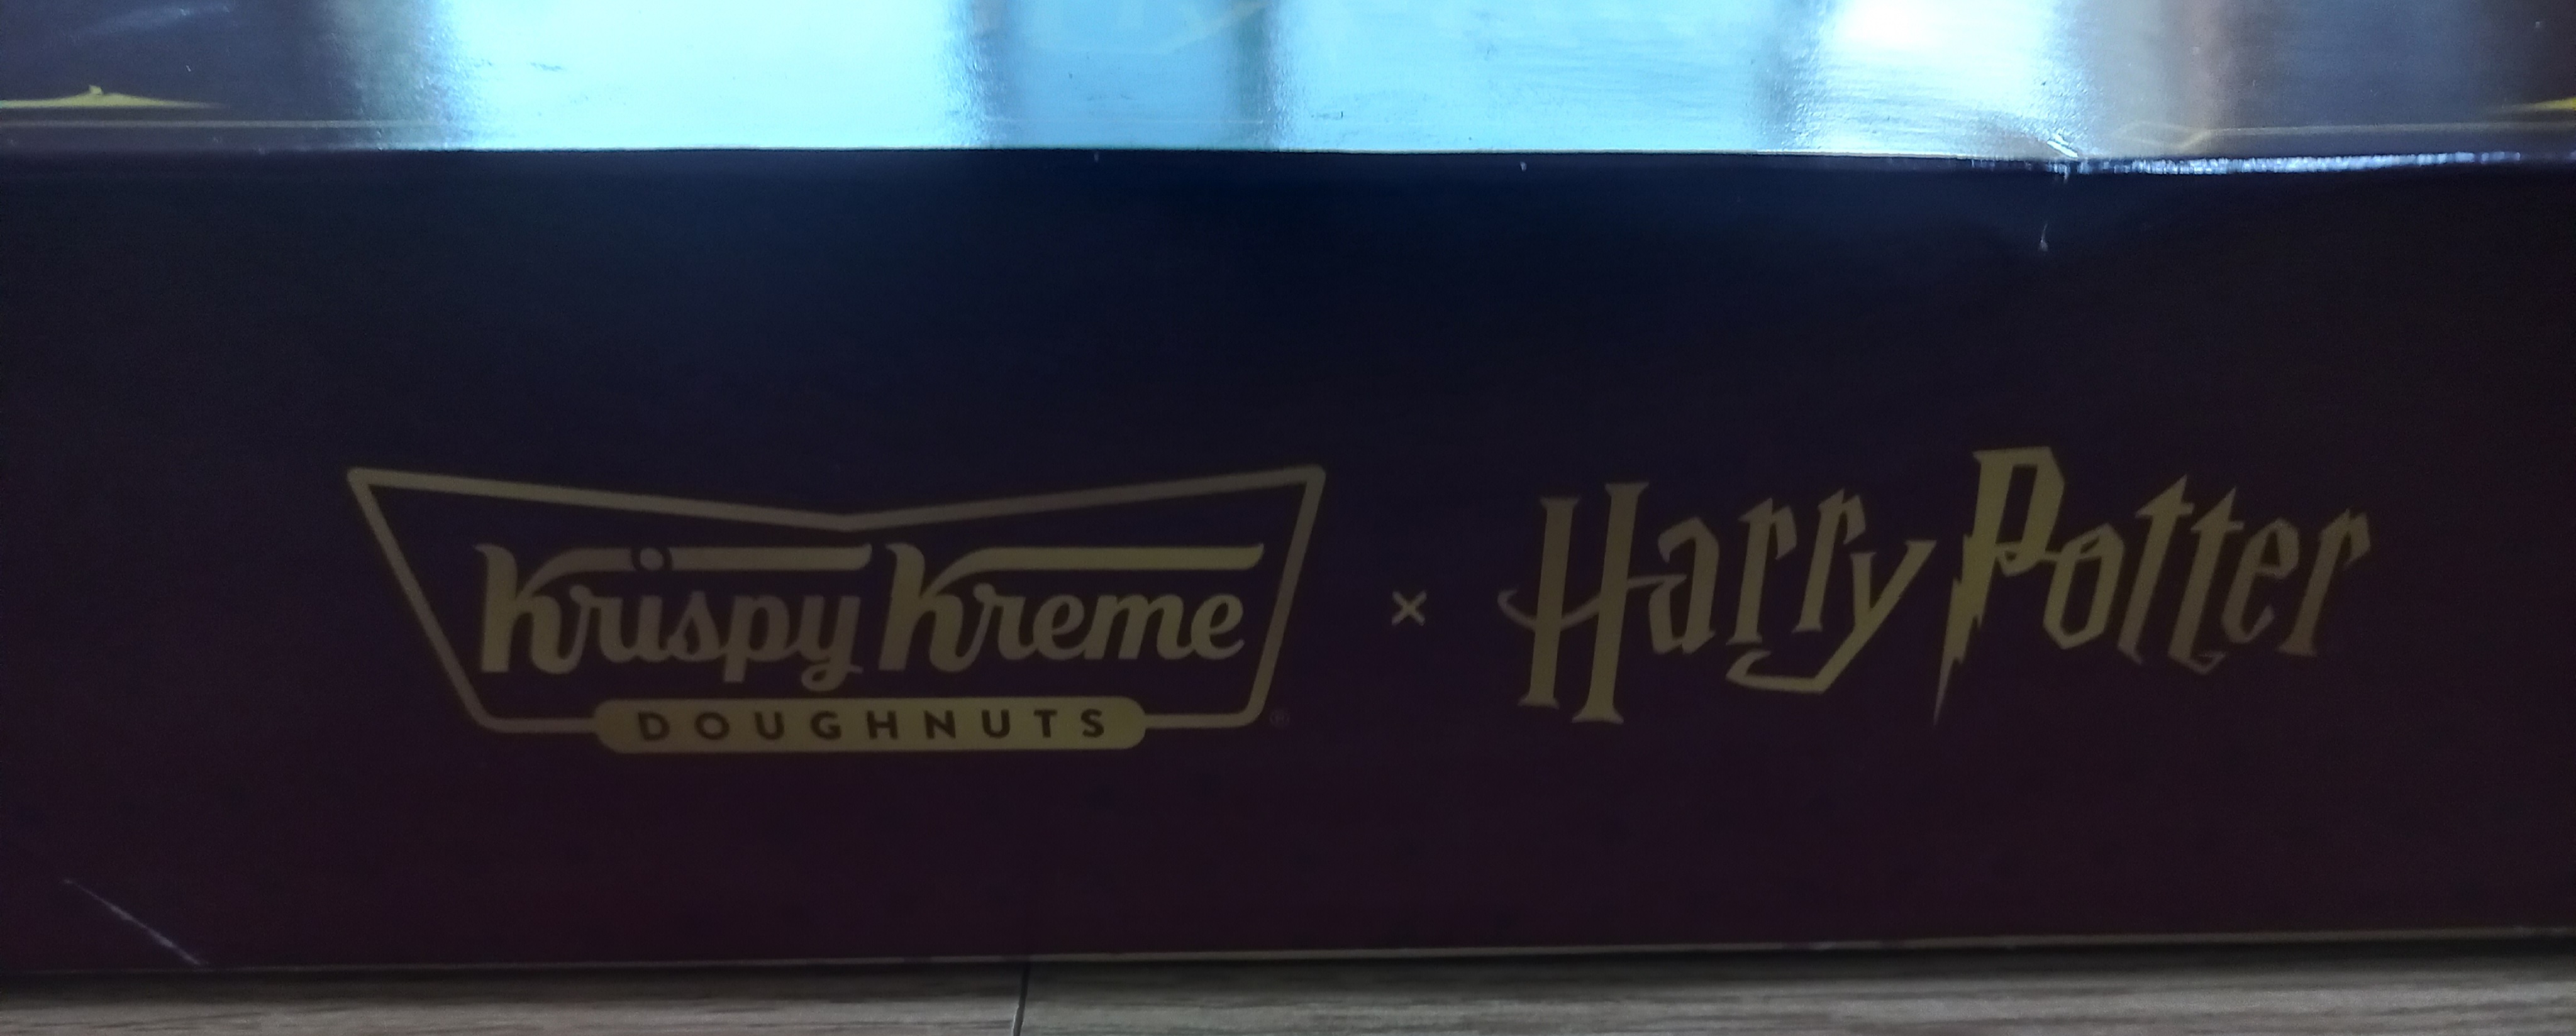 Krispy Kreme × Harry Potter
DOUGHNUTS ®